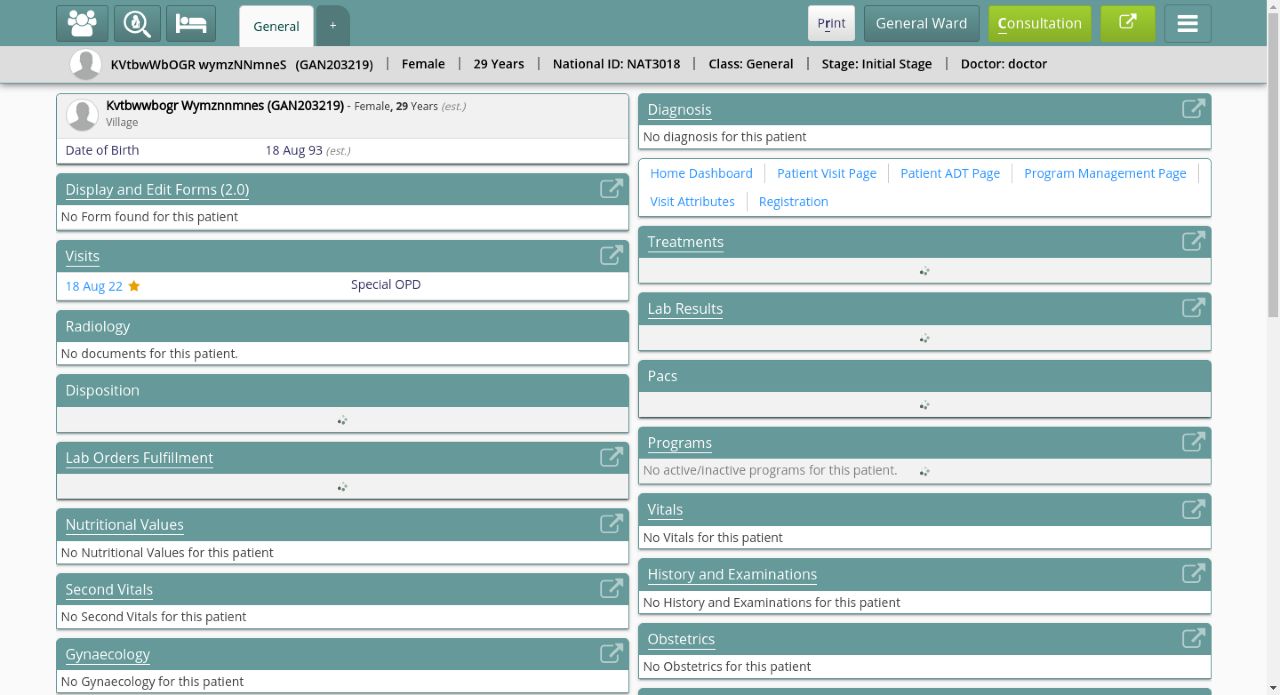 General
+
Print
General Ward
Consultation
KVtbwWbOGR wymzNNmneS (GAN203219) | Female | 29 Years | National ID: NAT3018 | Class: General | Stage: Initial Stage | Doctor: doctor
Kvtbwwbogr Wymznnmnes (GAN203219) - Female, 29 Years (est.)
Village
Date of Birth 18 Aug 93 (est.)
Display and Edit Forms (2.0)
No Form found for this patient
Visits
18 Aug 22 Special OPD
Radiology
No documents for this patient.
Disposition
Lab Orders Fulfillment
Nutritional Values
No Nutritional Values for this patient
Second Vitals
No Second Vitals for this patient
Gynaecology
No Gynaecology for this patient
Diagnosis
No diagnosis for this patient
Home Dashboard | Patient Visit Page | Patient ADT Page | Program Management Page |
Visit Attributes | Registration
Treatments
Lab Results
Pacs
Programs
No active/inactive programs for this patient.
Vitals
No Vitals for this patient
History and Examinations
No History and Examinations for this patient
Obstetrics
No Obstetrics for this patient